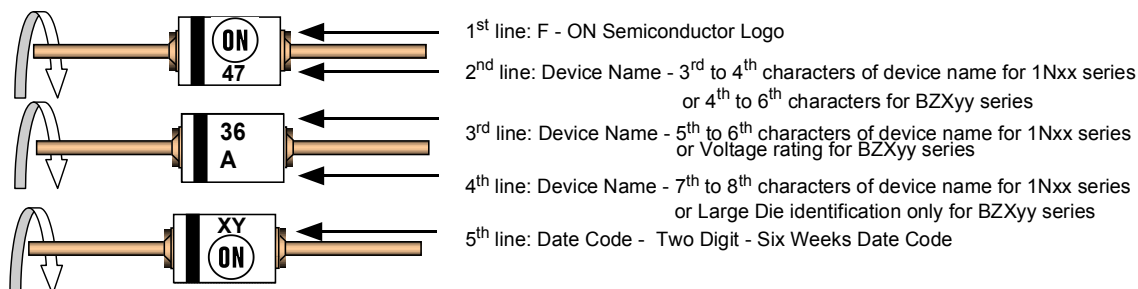 ON
47
36
A
XY
ON
1st line: F - ON Semiconductor Logo
2nd line: Device Name - 3rd to 4th characters of device name for 1Nxx series
or 4th to 6th characters for BZXyy series
3rd line: Device Name - 5th to 6th characters of device name for 1Nxx series
or Voltage rating for BZXyy series
4th line: Device Name - 7th to 8th characters of device name for 1Nxx series
or Large Die identification only for BZXyy series
5th line: Date Code - Two Digit - Six Weeks Date Code